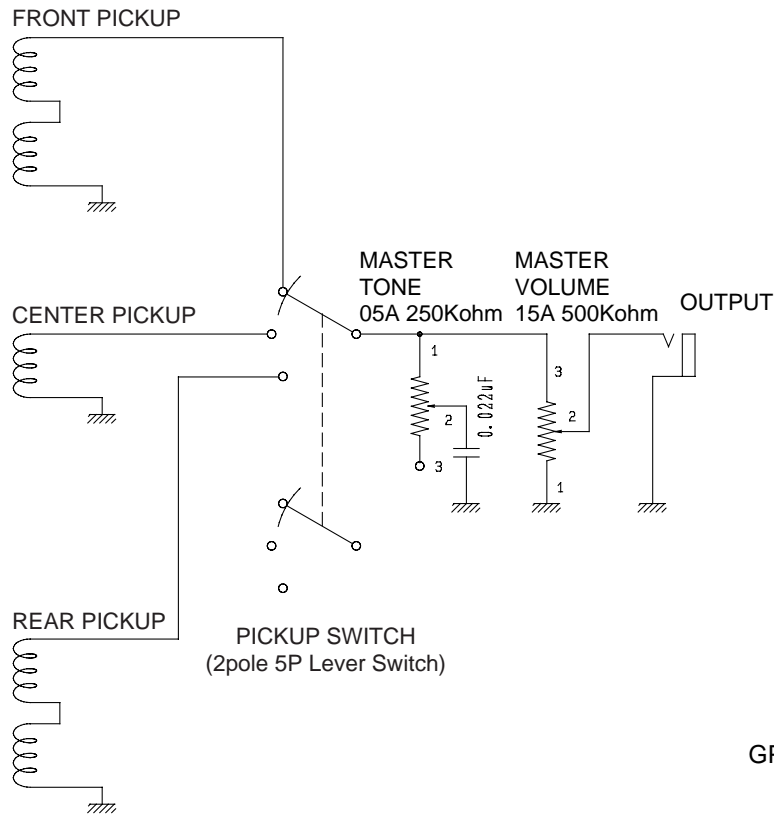 FRONT PICKUP
CENTER PICKUP
MASTER
TONE
05A 250Kohm
MASTER
VOLUME
15A 500Kohm
OUTPUT
1
2
3
0.022uF
3
2
1
REAR PICKUP
PICKUP SWITCH
(2pole 5P Lever Switch)